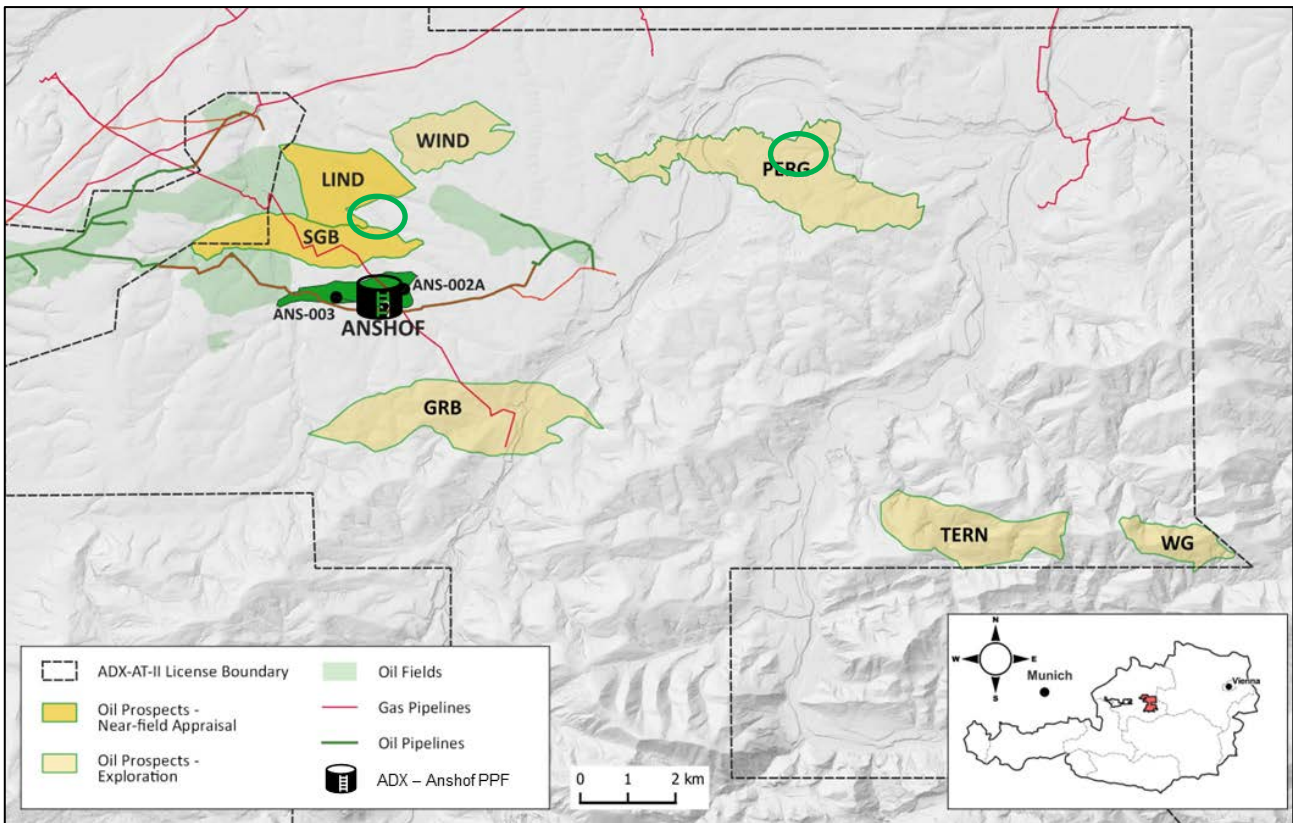 WIND
PERG
LIND
SGB
ANS-002A
ANS-003
ANSHOF
GRB
TERN
WG
ADX-AT-II License Boundary
Oil Prospects -
Near-field Appraisal
Oil Prospects -
Exploration
Oil Fields
Gas Pipelines
Oil Pipelines
ADX – Anshof PPF
0 1 2 km
N
W E
S
Munich
Vienna